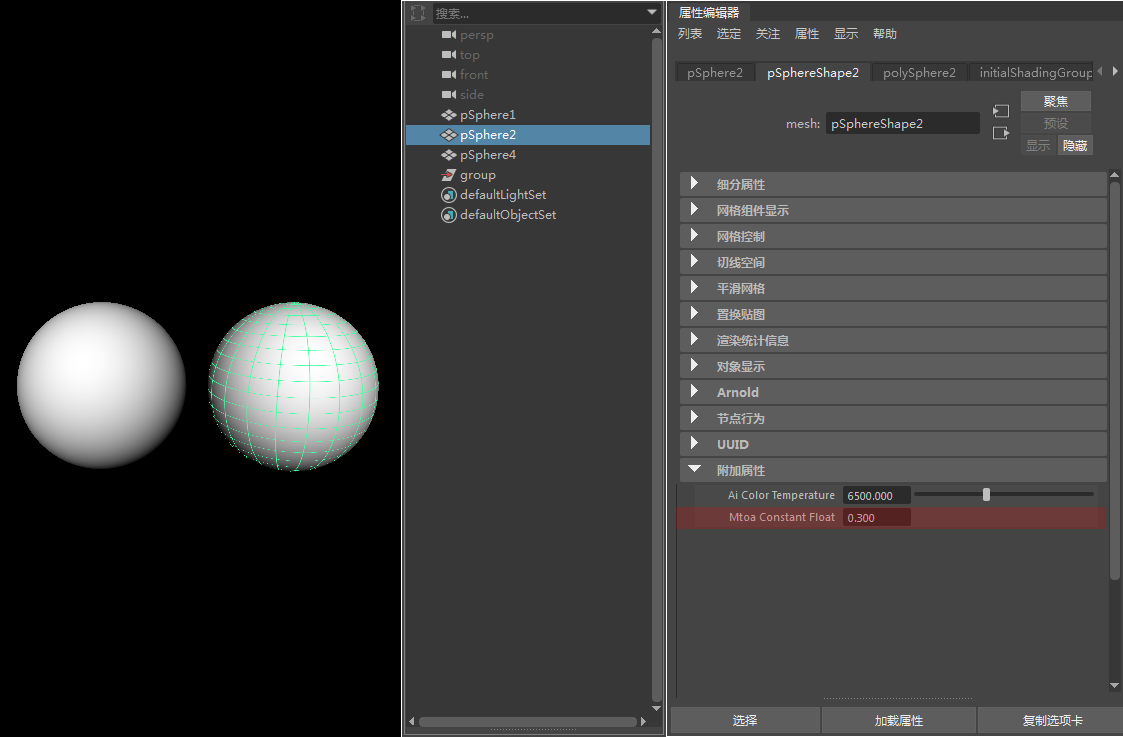 搜索...
persp
top
front
side
pSphere1
pSphere2
pSphere4
group
defaultLightSet
defaultObjectSet
属性编辑器
列表 选定 关注 属性 显示 帮助
pSphere2 pSphereShape2 polySphere2 initialShadingGroup
聚焦
mesh: pSphereShape2
预设
显示 隐藏
细分属性
网格组件显示
网格控制
切线空间
平滑网格
置换贴图
渲染统计信息
对象显示
Arnold
节点行为
UUID
附加属性
Ai Color Temperature 6500.000
Mtoa Constant Float 0.300
选择 加载属性 复制选项卡